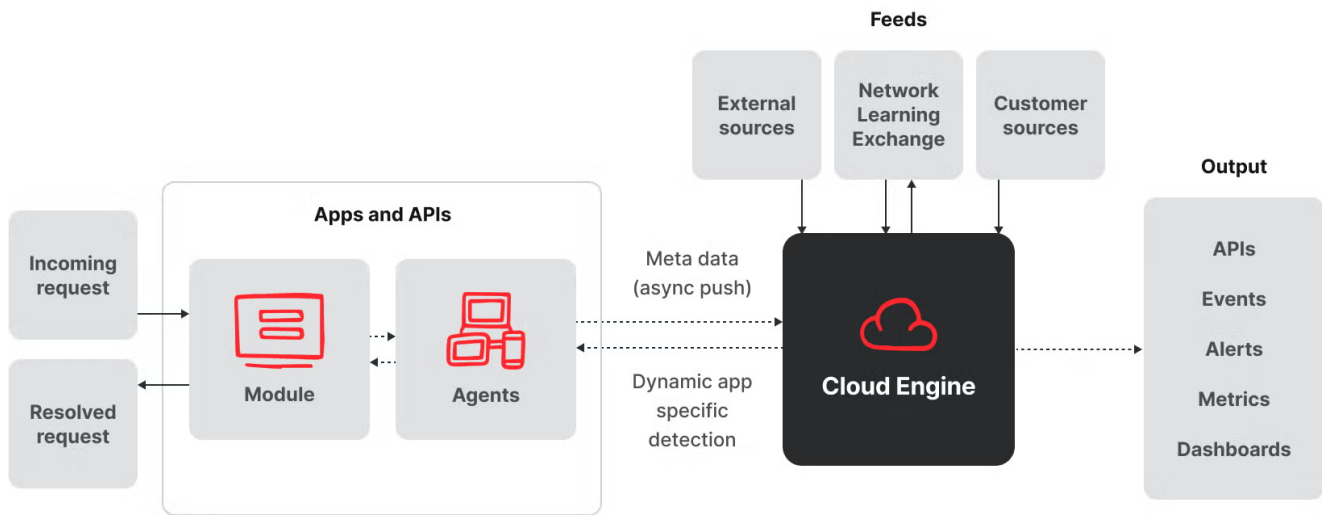 Feeds
External
sources
Network
Learning
Exchange
Customer
sources
Output
Apps and APIs
Incoming
request
Resolved
request
Module
Agents
Meta data
(async push)
Dynamic app
specific
detection
Cloud Engine
APIs
Events
Alerts
Metrics
Dashboards